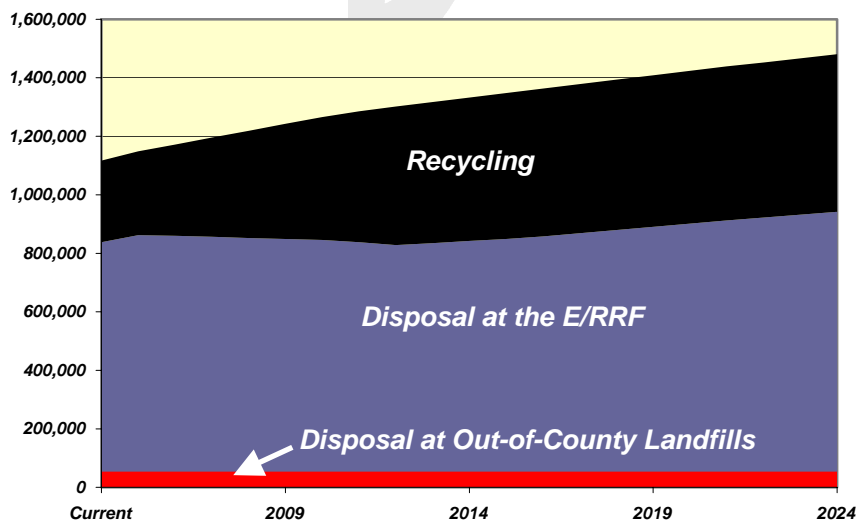 1,600,000
1,400,000
1,200,000
1,000,000
800,000
600,000
400,000
200,000
0
Recycling
Disposal at the E/RRF
Disposal at Out-of-County Landfills
Current 2009 2014 2019 2024